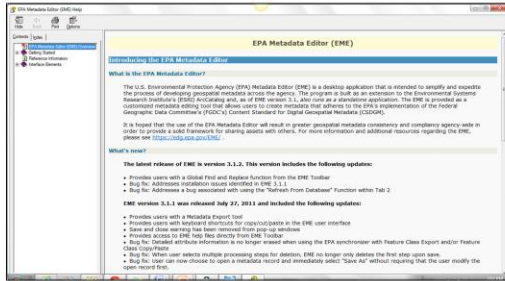 EPA Metadata Editor (EME) Help
Hide Back Print Options
Contents Index
EPA Metadata Editor (EME) Overview
Getting Started
Reference Information
Interface Elements
EPA Metadata Editor (EME)
Introducing the EPA Metadata Editor
What is the EPA Metadata Editor?
The U.S. Environmental Protection Agency (EPA) Metadata Editor (EME) is a desktop application that is intended to simplify and expedite
the process of developing geospatial metadata across the agency. The program is built as an extension to the Environmental Systems
Research Institute's (ESRI) ArcCatalog and, as of EME version 3.1, also runs as a standalone application. The EME is provided as a
customized metadata editing tool that allows users to create metadata that adheres to the EPA's implementation of the Federal
Geographic Data Committee's (FGDC's) Content Standard for Digital Geospatial Metadata (CSDGM).
It is hoped that the use of the EPA Metadata Editor will result in greater geospatial metadata consistency and compliency agency-wide in
order to provide a solid framework for sharing assets with others. For more information and additional resources regarding the EME,
please see https://edg.epa.gov/EME/ .
What's new?
The latest release of EME is version 3.1.2. This version includes the following updates:
• Provides users with a Global Find and Replace function from the EME Toolbar
• Bug fix: Addresses installation issues identified in EME 3.1.1
• Bug fix: Addresses a bug associated with using the "Refresh From Database" Function within Tab 2
EME version 3.1.1 was released July 27, 2011 and included the following updates:
• Provides users with a Metadata Export tool
• Provides users with keyboard shortcuts for copy/cut/paste in the EME user interface
• Save and close warning has been removed from pop-up windows
• Provides access to EME help files directly from EME Toolbar
• Bug fix: Detailed attribute information is no longer erased when using the EPA synchronizer with Feature Class Export and/or Feature
Class Copy/Paste
• Bug fix: When user selects multiple processing steps for deletion, EME no longer only deletes the first step upon save.
• Bug fix: User can now choose to open a metadata record and immediately select "Save As" without requiring that the user modify the
open record first.